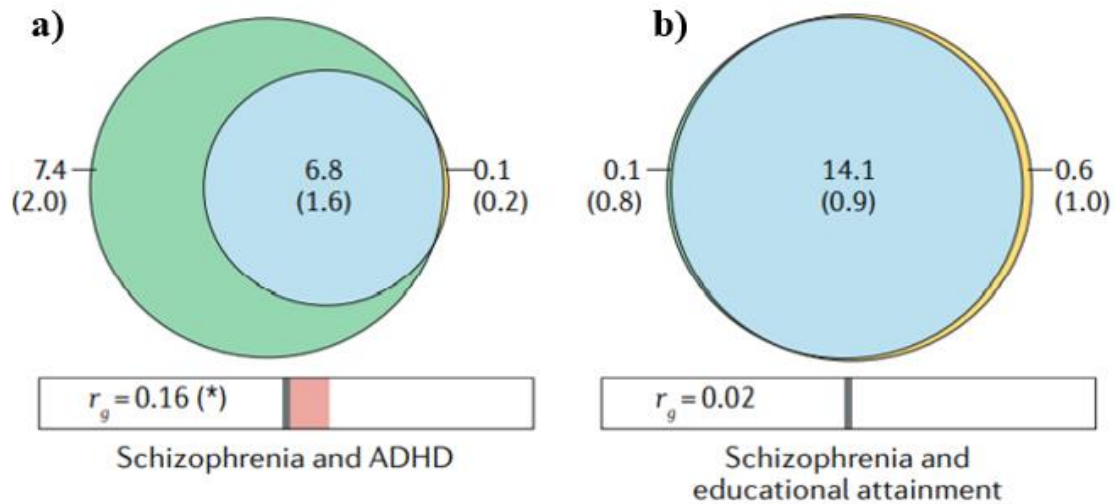 a)
7.4
(2.0)
6.8
(1.6)
0.1
(0.2)
r_g = 0.16 (*)
Schizophrenia and ADHD
b)
0.1
(0.8)
14.1
(0.9)
0.6
(1.0)
r_g = 0.02
Schizophrenia and
educational attainment